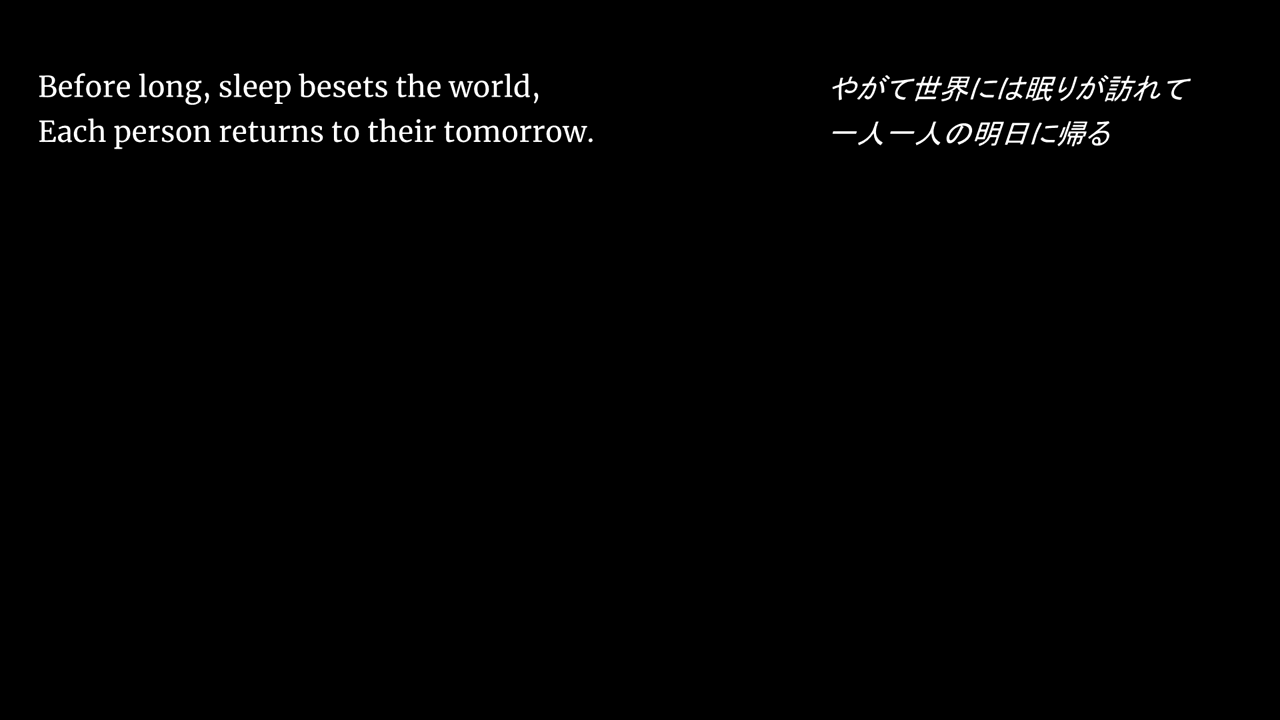 Before long, sleep besets the world,
Each person returns to their tomorrow.
やがて世界には眠りが訪れて
一人一人の明日に帰る